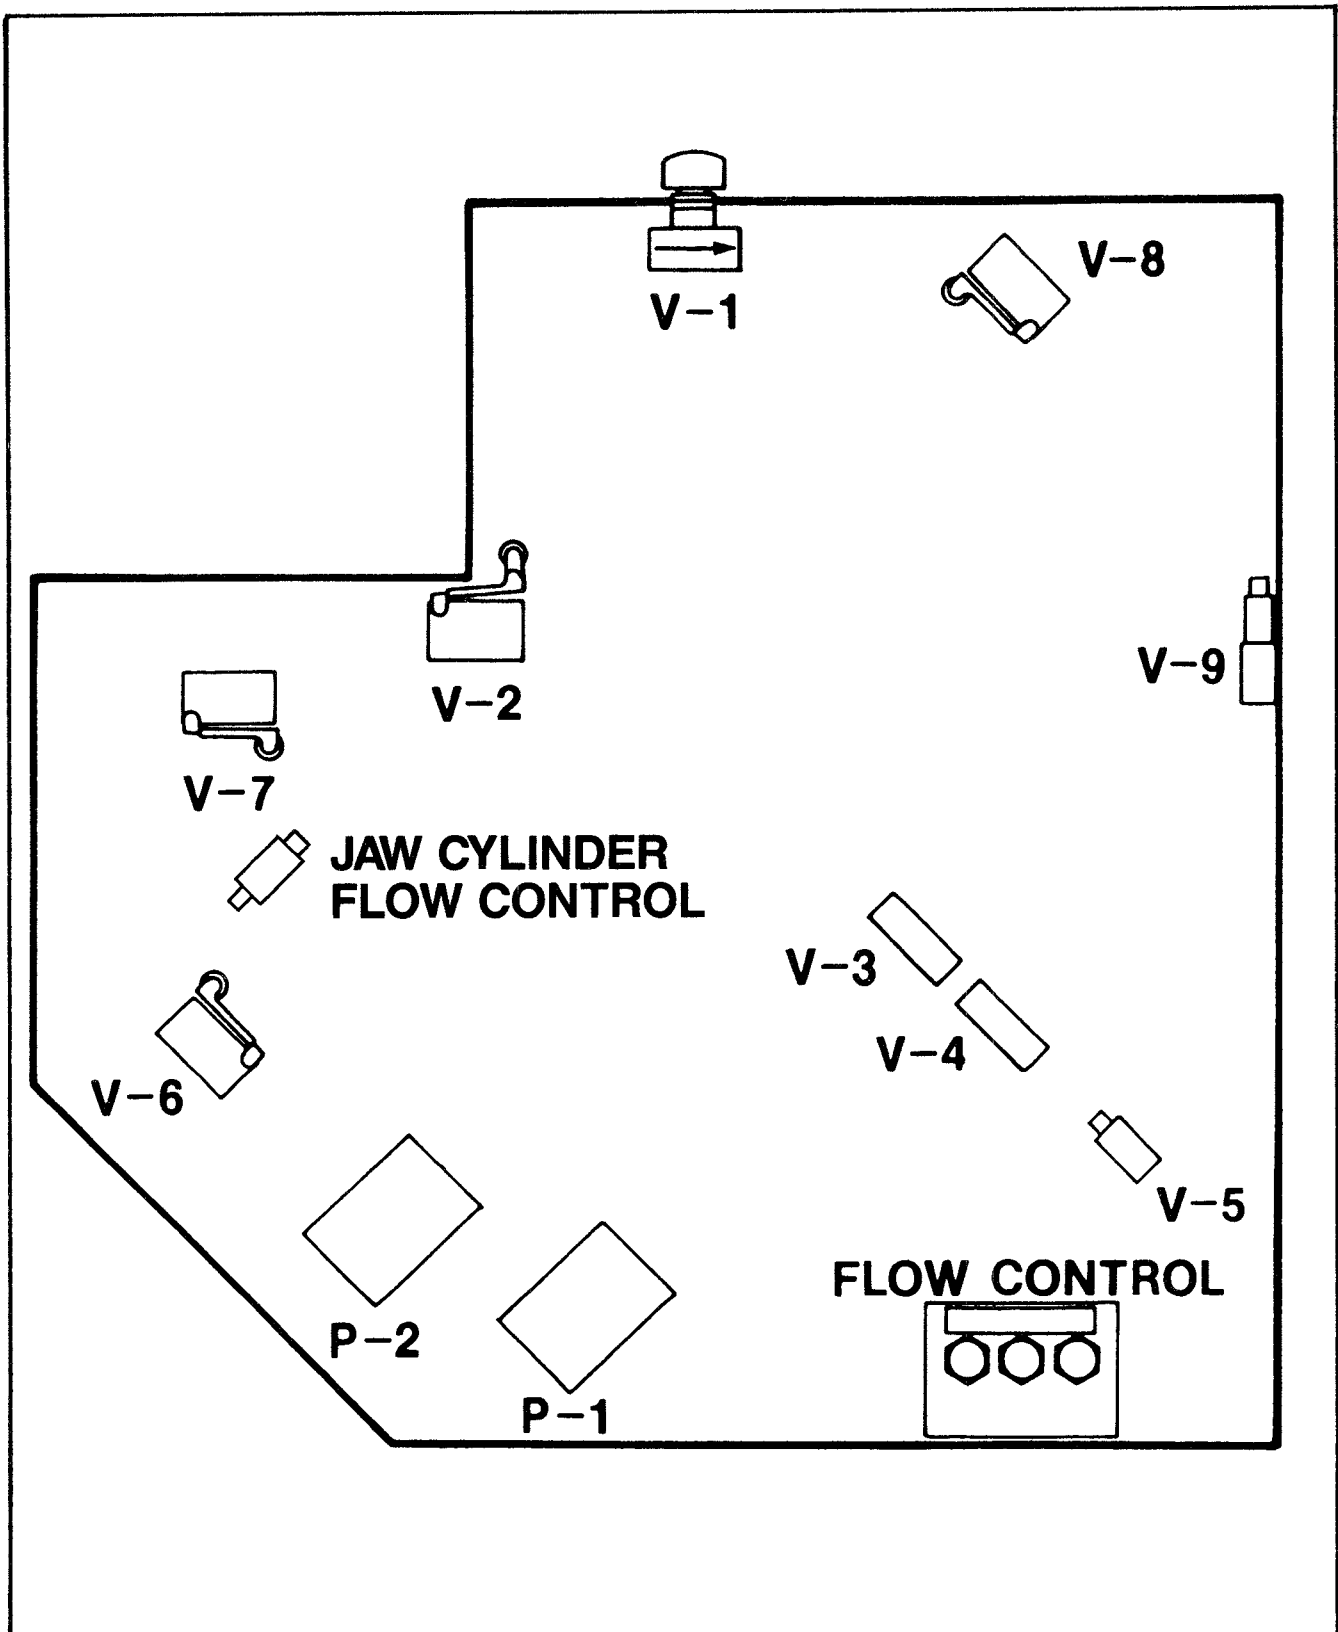 V-8
V-1
V-9
V-2
V-7
JAW CYLINDER
FLOW CONTROL
V-3
V-4
V-6
V-5
FLOW CONTROL
P-2
P-1